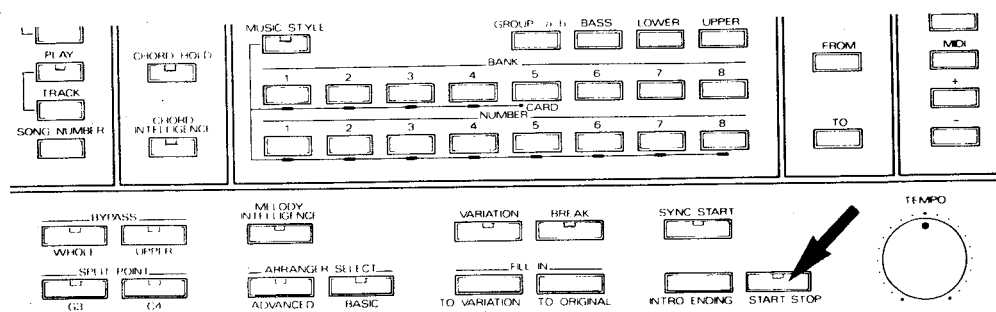 MUSIC STYLE
GROUP a b BASS LOWER UPPER
PLAY
CHORD HOLD
BANK
FROM
MIDI
1 2 3 4 5 6 7 8
+
TRACK
CARD
NUMBER
SONG NUMBER
CHORD
INTELLIGENCE
1 2 3 4 5 6 7 8
TO
-
BYPASS
MELODY
INTELLIGENCE
VARIATION BREAK
SYNC START
TEMPO
WHOLE UPPER
SPLIT POINT
ARRANGER SELECT
FILL IN
G3 C4
ADVANCED BASIC
TO VARIATION TO ORIGINAL
INTRO ENDING START STOP